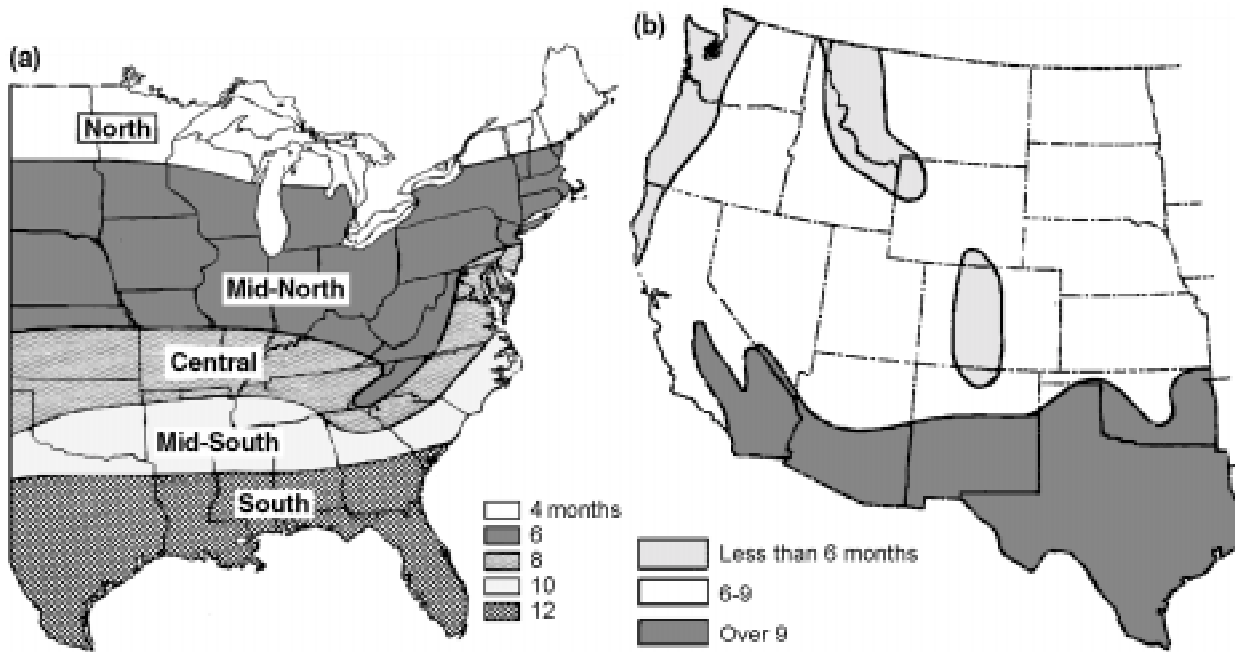 (a)
North
Mid-North
Central
Mid-South
South
4 months
6
8
10
12
(b)
Less than 6 months
6-9
Over 9